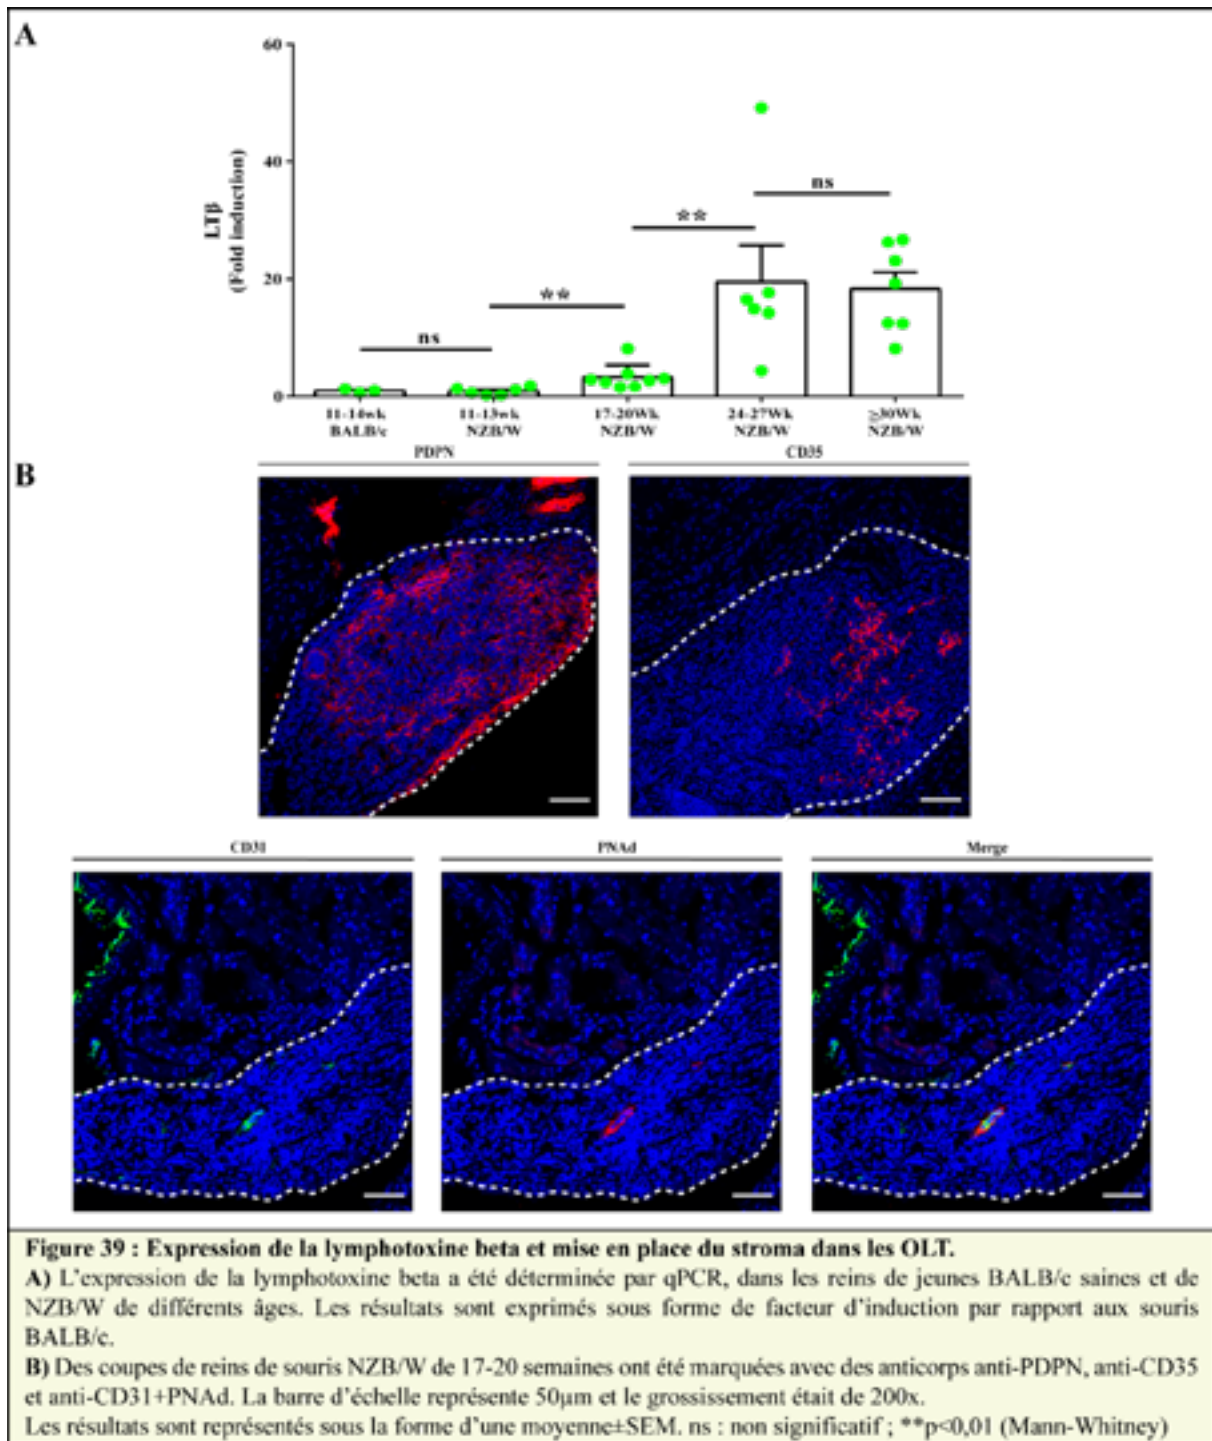 A
60
40
20
0
LTβ
(Fold induction)
ns
**
**
ns
11-14wk
BALB/c
11-13wk
NZB/W
17-20Wk
NZB/W
24-27Wk
NZB/W
≥30Wk
NZB/W
B
PDPN
CD35
CD31
PNAd
Merge
Figure 39 : Expression de la lymphotoxine beta et mise en place du stroma dans les OLT.
A) L'expression de la lymphotoxine beta a été déterminée par qPCR, dans les reins de jeunes BALB/c saines et de
NZB/W de différents âges. Les résultats sont exprimés sous forme de facteur d'induction par rapport aux souris
BALB/c.
B) Des coupes de reins de souris NZB/W de 17-20 semaines ont été marquées avec des anticorps anti-PDPN, anti-CD35
et anti-CD31+PNAd. La barre d'échelle représente 50µm et le grossissement était de 200x.
Les résultats sont représentés sous la forme d'une moyenne±SEM. ns : non significatif ; **p<0,01 (Mann-Whitney)